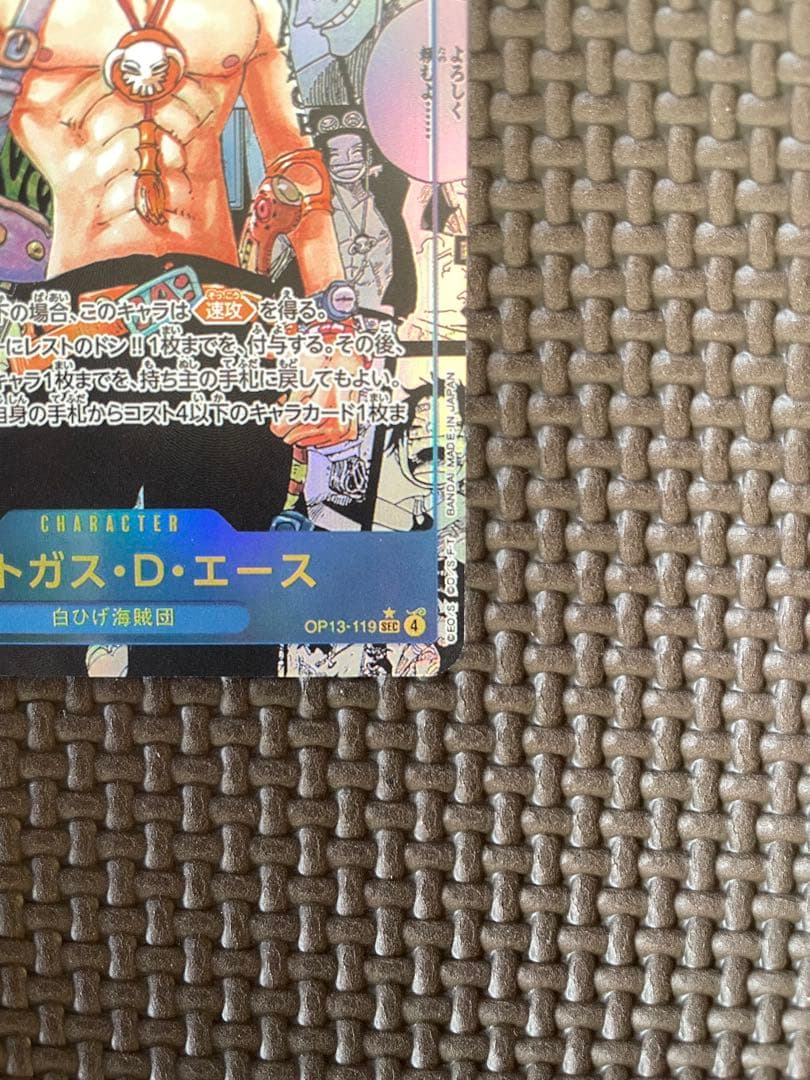 よろしく
頼むよ……
下の場合、このキャラは 速攻 を得る。
ーにレストのドン!!1枚までを、付与する。その後、
キャラ1枚までを、持ち主の手札に戻してもよい。
自身の手札からコスト4以下のキャラカード1枚ま
CHARACTER
トガス・D・エース
白ひげ海賊団
OP13-119 SEC 4
©E.O./S. ©O./S.,F.,T. BANDAI MADE IN JAPAN